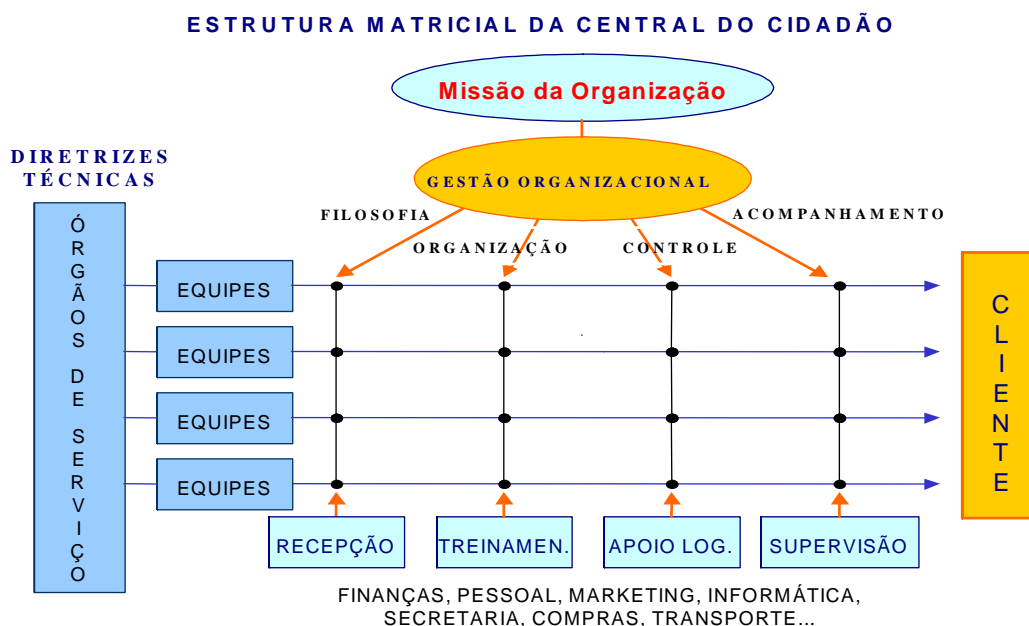 ESTRUTURA MATRICIAL DA CENTRAL DO CIDADÃO
Missão da Organização
DIRETRIZES
TÉCNICAS
GESTÃO ORGANIZACIONAL
FILOSOFIA
ACOMPANHAMENTO
ORGANIZAÇÃO
CONTROLE
ÓRGÃOS DE SERVIÇO
EQUIPES
EQUIPES
EQUIPES
EQUIPES
CLIENTE
RECEPÇÃO
TREINAMEN.
APOIO LOG.
SUPERVISÃO
FINANÇAS, PESSOAL, MARKETING, INFORMÁTICA,
SECRETARIA, COMPRAS, TRANSPORTE...